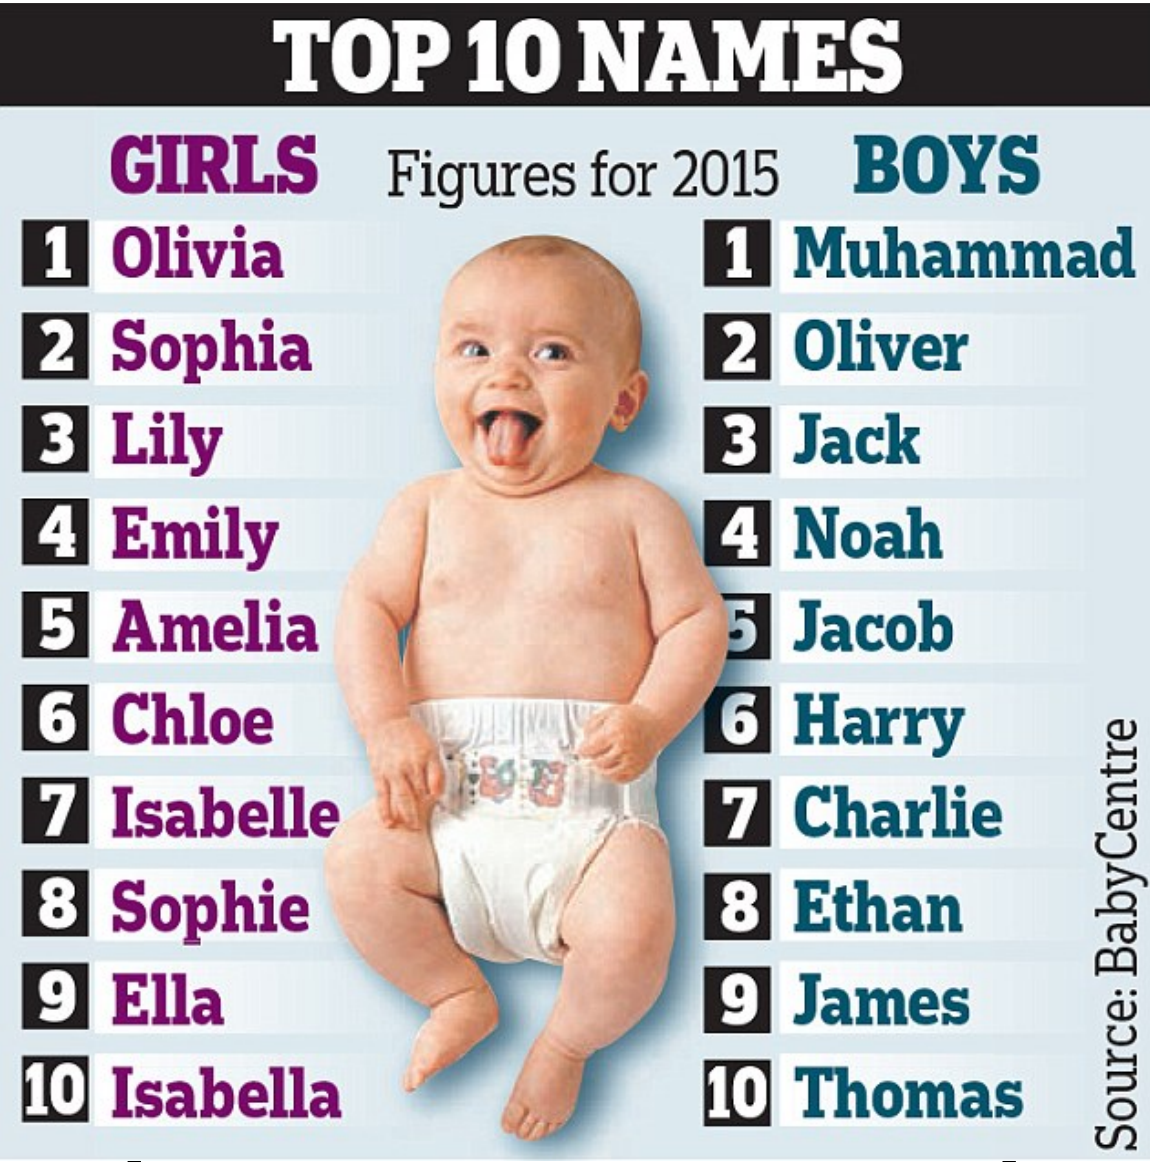 TOP 10 NAMES
GIRLS
Figures for 2015
BOYS
1 Olivia
2 Sophia
3 Lily
4 Emily
5 Amelia
6 Chloe
7 Isabelle
8 Sophie
9 Ella
10 Isabella
1 Muhammad
2 Oliver
3 Jack
4 Noah
5 Jacob
6 Harry
7 Charlie
8 Ethan
9 James
10 Thomas
Source: BabyCentre